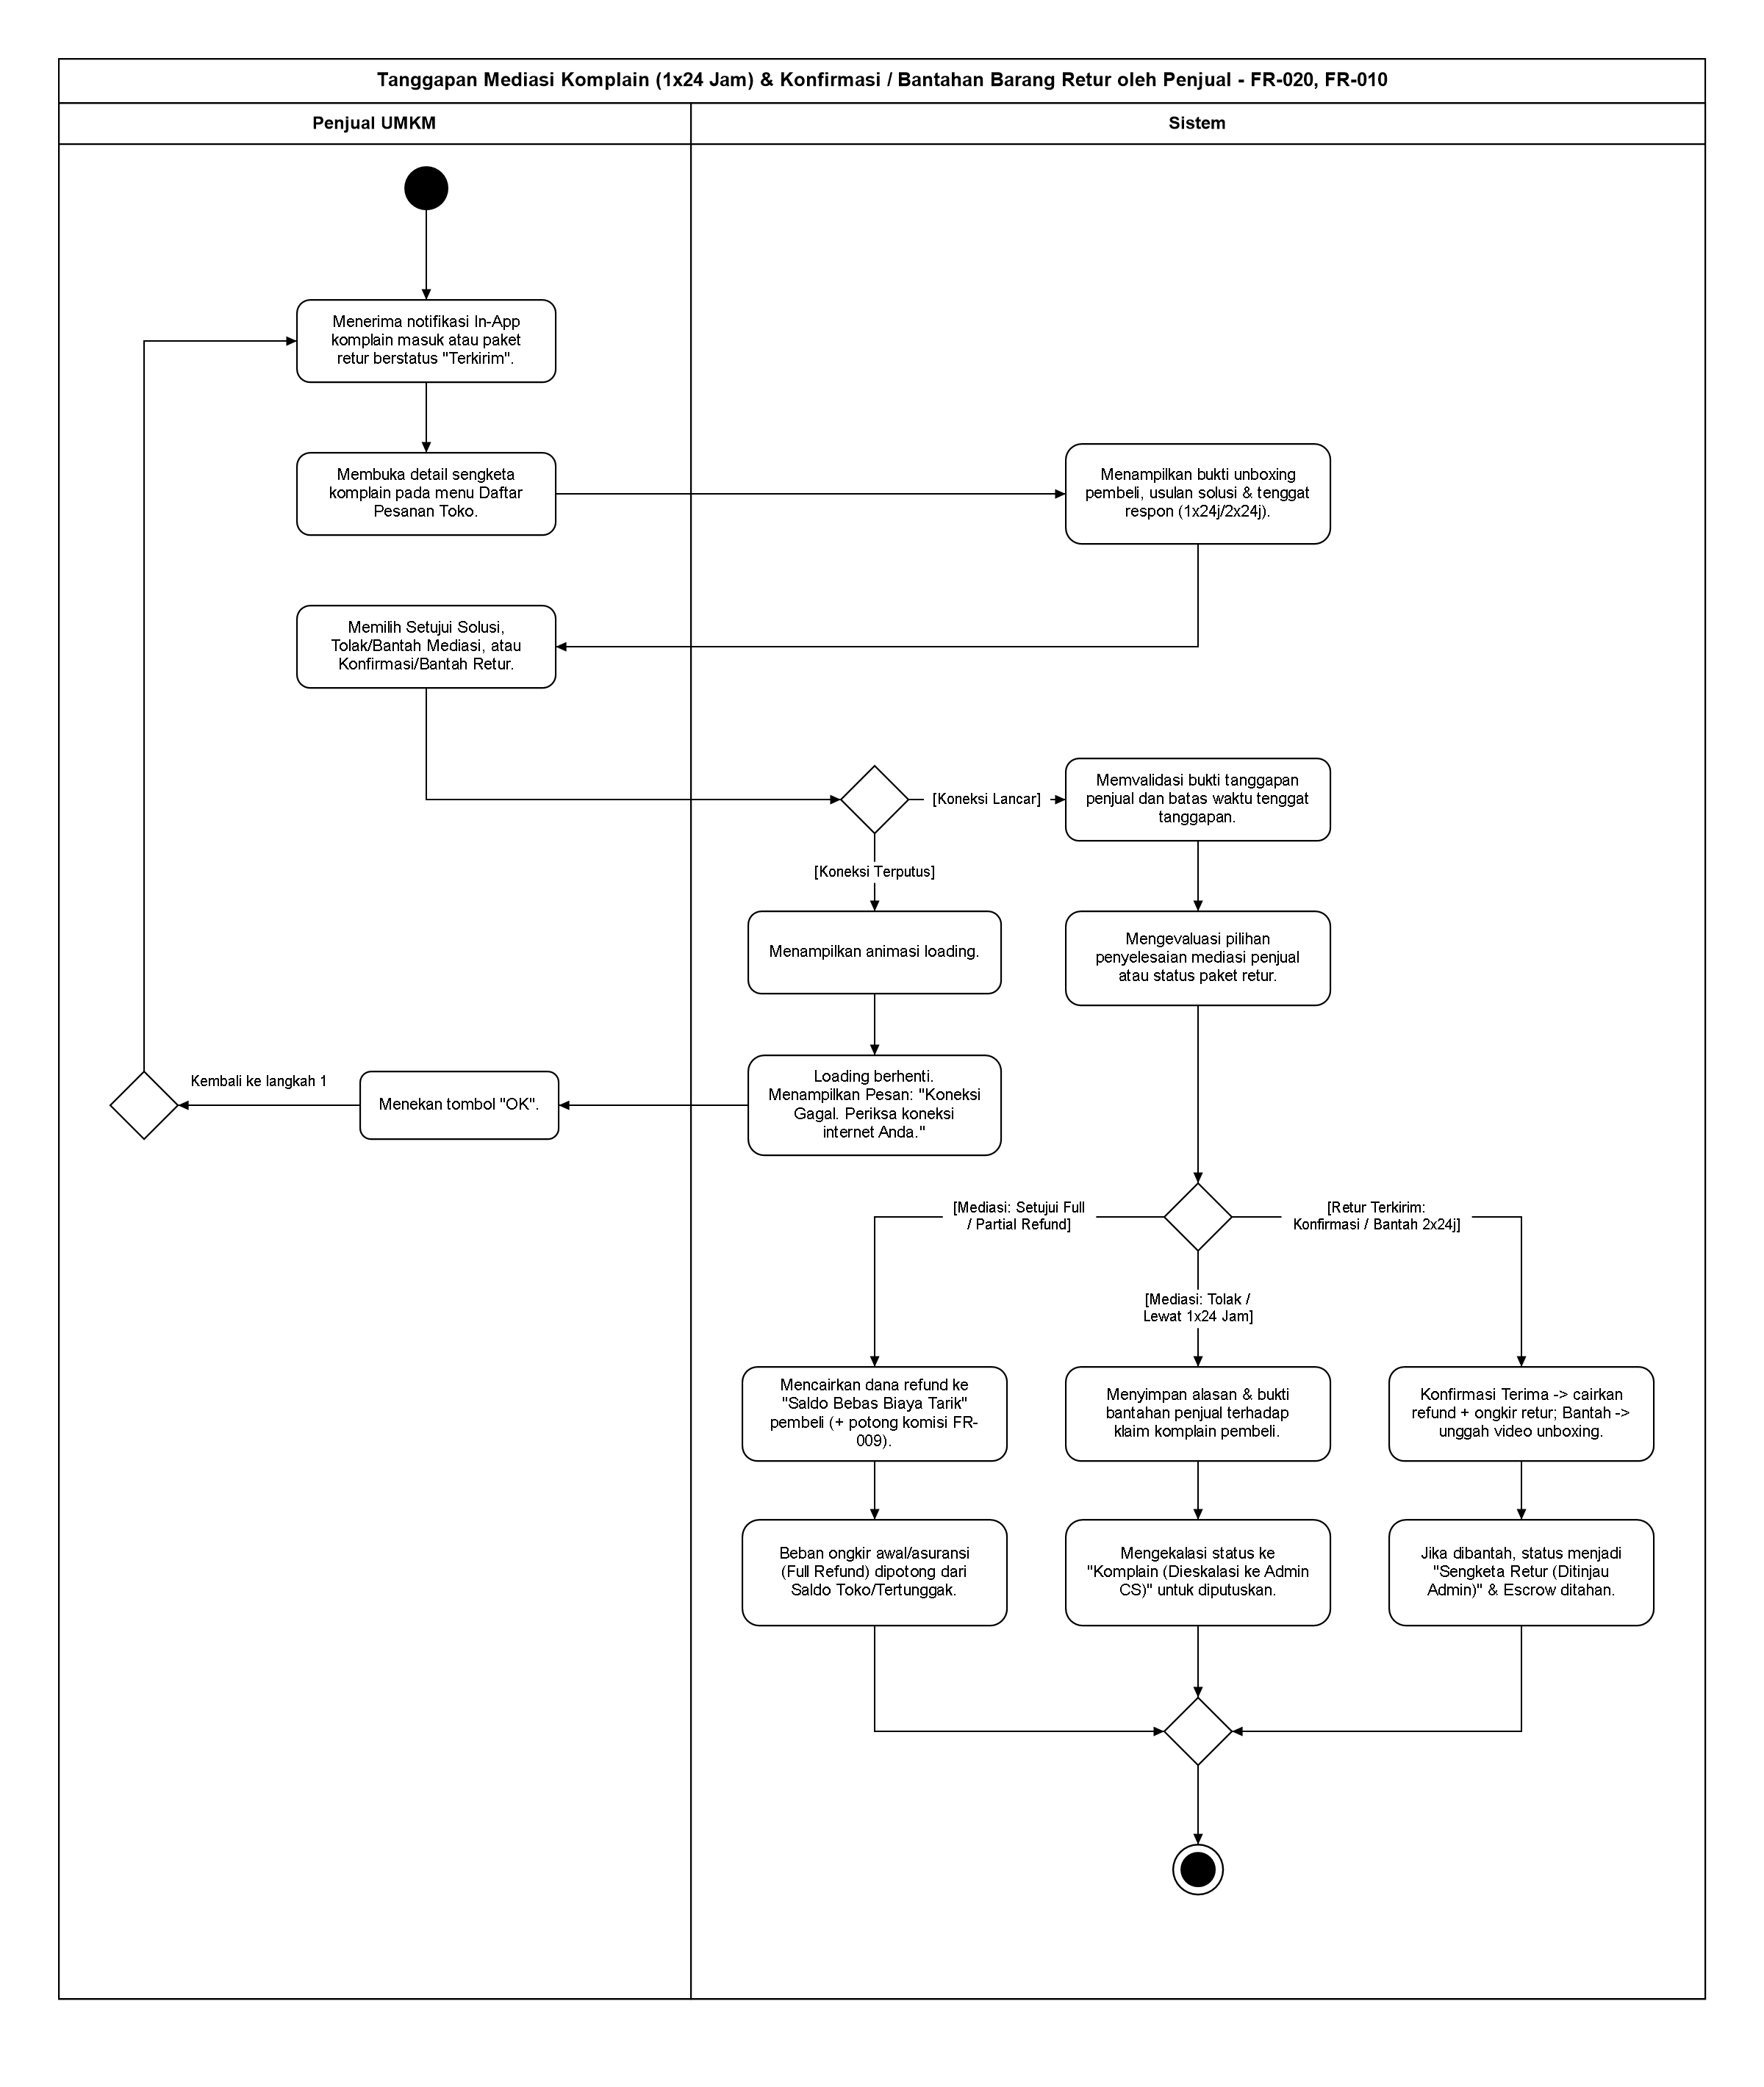 Tanggapan Mediasi Komplain (1x24 Jam) & Konfirmasi / Bantahan Barang Retur oleh Penjual - FR-020, FR-010
Penjual UMKM
Sistem
Menerima notifikasi In-App
komplain masuk atau paket
retur berstatus "Terkirim".
Membuka detail sengketa
komplain pada menu Daftar
Pesanan Toko.
Menampilkan bukti unboxing
pembeli, usulan solusi & tenggat
respon (1x24j/2x24j).
Memilih Setujui Solusi,
Tolak/Bantah Mediasi, atau
Konfirmasi/Bantah Retur.
[Koneksi Lancar]
Memvalidasi bukti tanggapan
penjual dan batas waktu tenggat
tanggapan.
[Koneksi Terputus]
Menampilkan animasi loading.
Mengevaluasi pilihan
penyelesaian mediasi penjual
atau status paket retur.
Loading berhenti.
Menampilkan Pesan: "Koneksi
Gagal. Periksa koneksi
internet Anda."
Menekan tombol "OK".
Kembali ke langkah 1
[Mediasi: Setujui Full
/ Partial Refund]
[Mediasi: Tolak /
Lewat 1x24 Jam]
[Retur Terkirim:
Konfirmasi / Bantah 2x24j]
Mencairkan dana refund ke
"Saldo Bebas Biaya Tarik"
pembeli (+ potong komisi FR-
009).
Menyimpan alasan & bukti
bantahan penjual terhadap
klaim komplain pembeli.
Konfirmasi Terima -> cairkan
refund + ongkir retur; Bantah ->
unggah video unboxing.
Beban ongkir awal/asuransi
(Full Refund) dipotong dari
Saldo Toko/Tertunggak.
Mengekalasi status ke
"Komplain (Dieskalasi ke Admin
CS)" untuk diputuskan.
Jika dibantah, status menjadi
"Sengketa Retur (Ditinjau
Admin)" & Escrow ditahan.